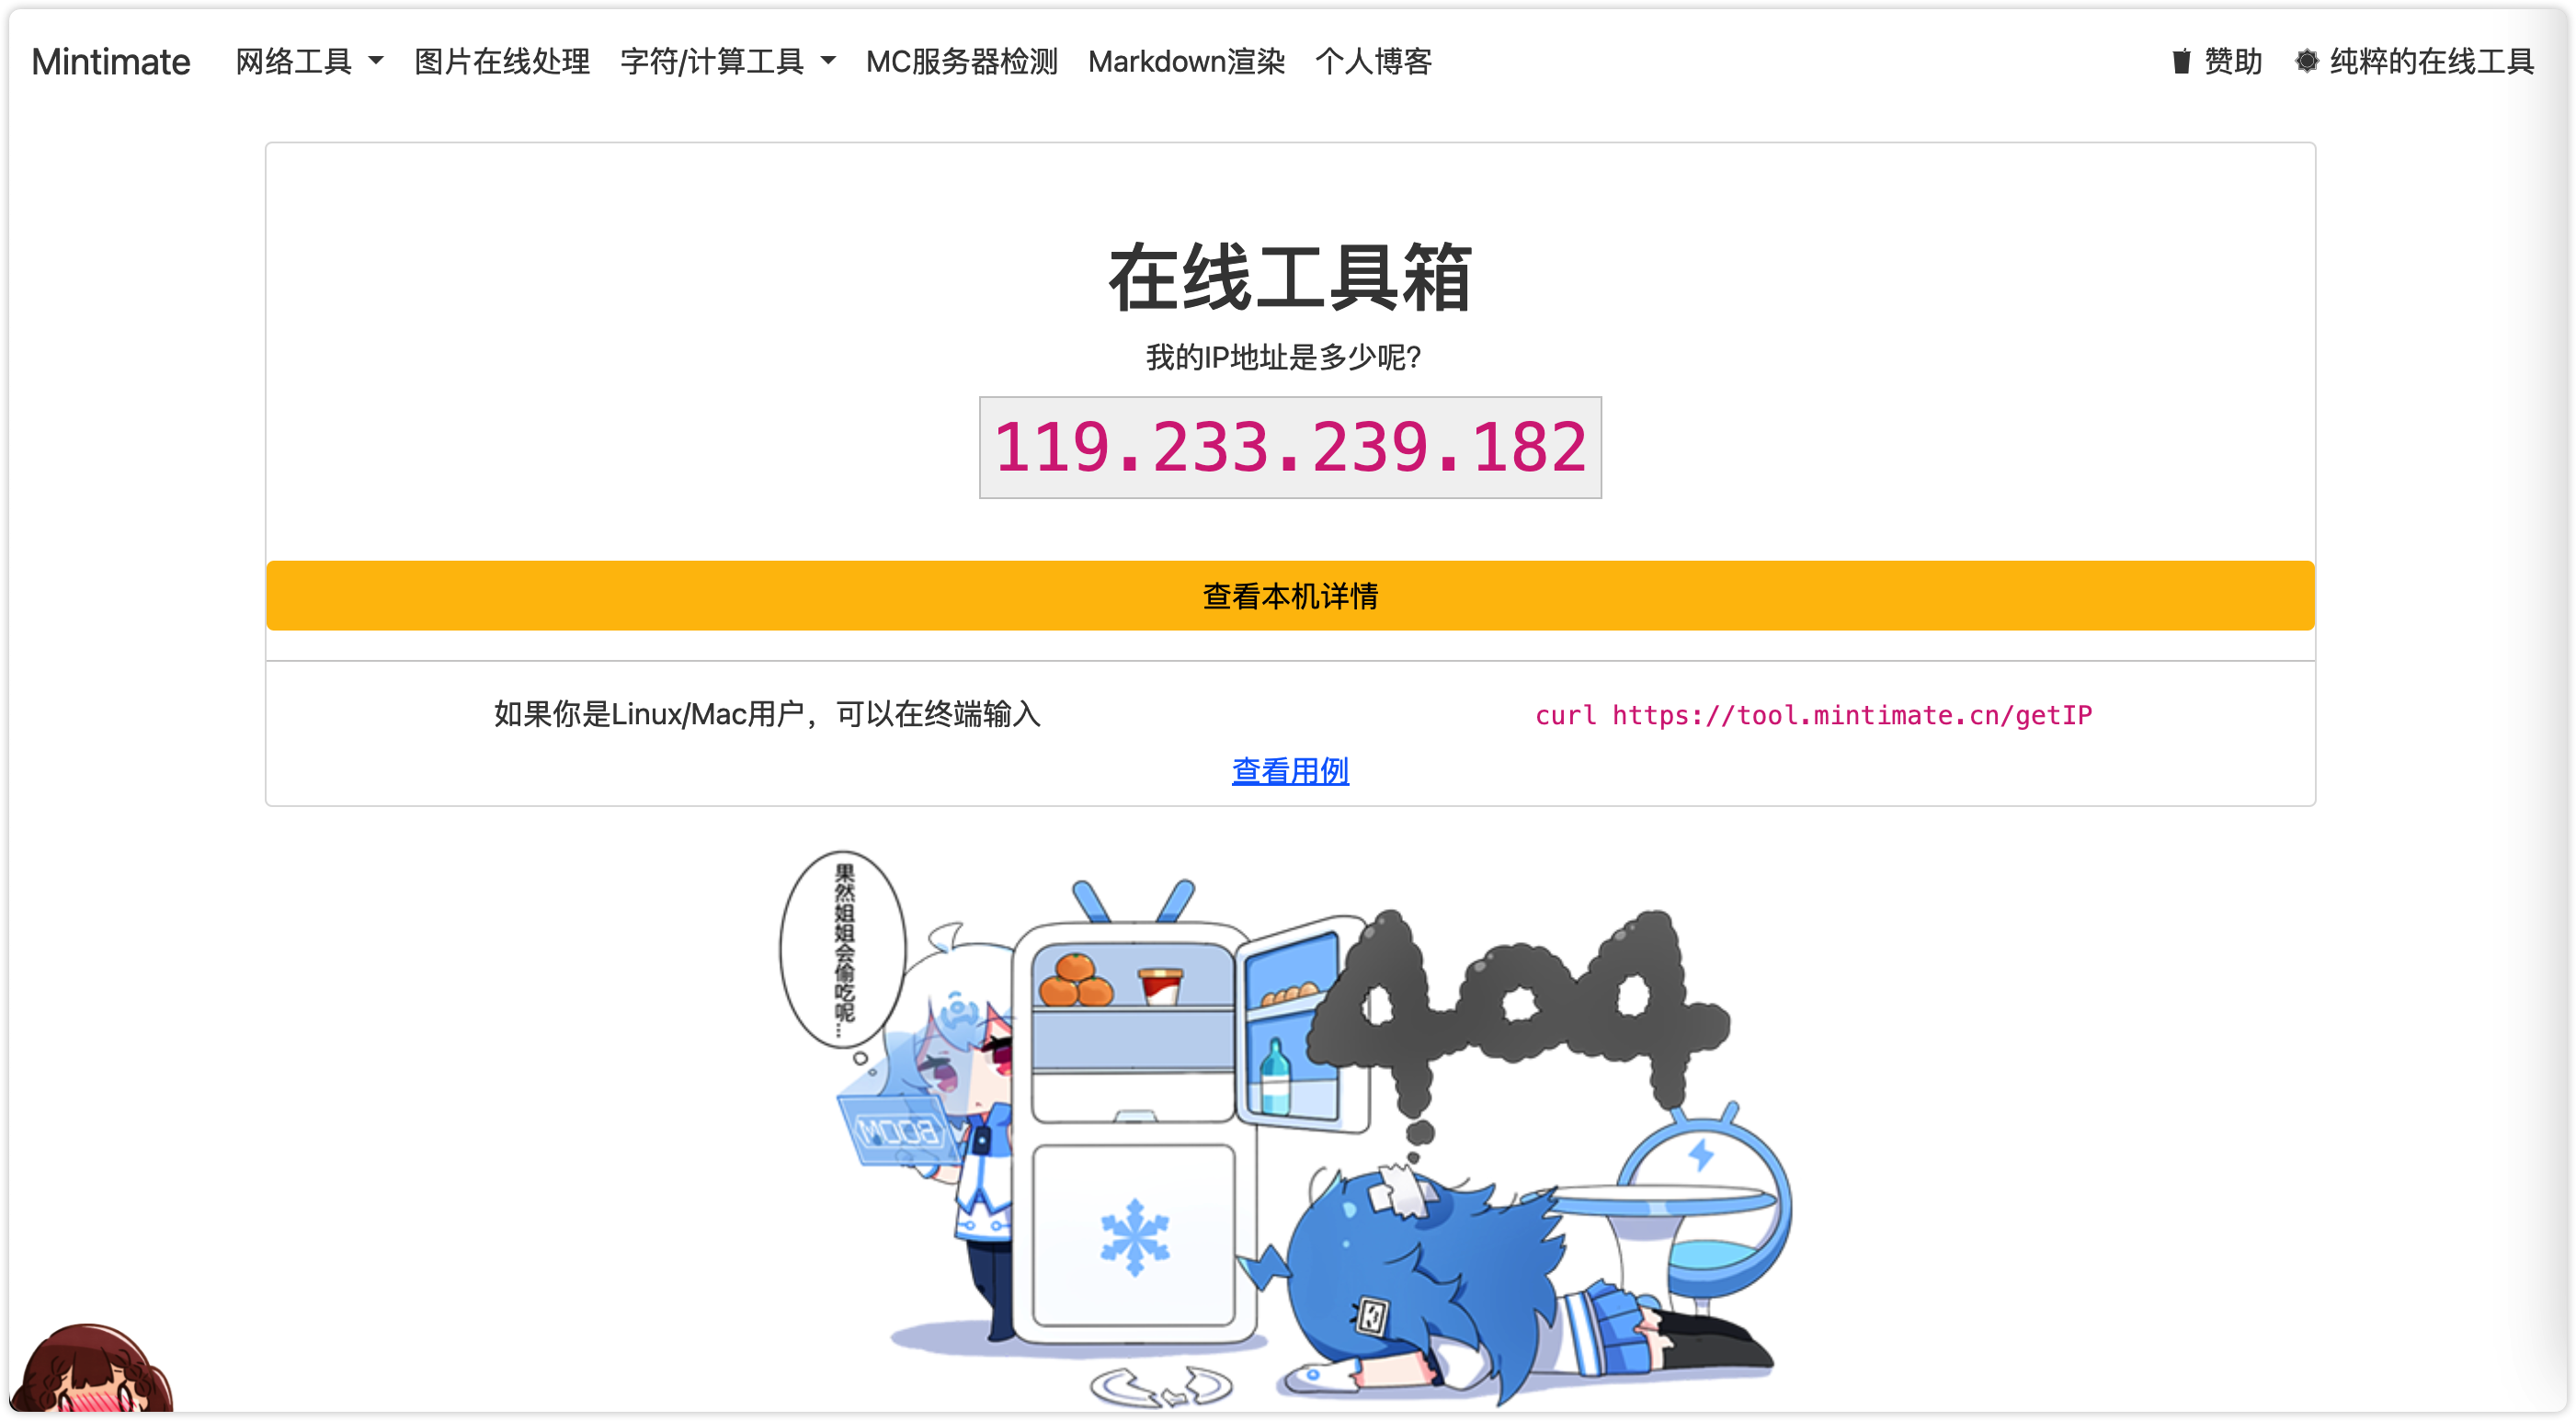 Mintimate 网络工具 图片在线处理 字符/计算工具 MC服务器检测 Markdown渲染 个人博客 赞助 纯粹的在线工具
在线工具箱
我的IP地址是多少呢?
119.233.239.182
查看本机详情
如果你是Linux/Mac用户，可以在终端输入 curl https://tool.mintimate.cn/getIP
查看用例
果然姐姐会偷吃呢...
404
MOOB